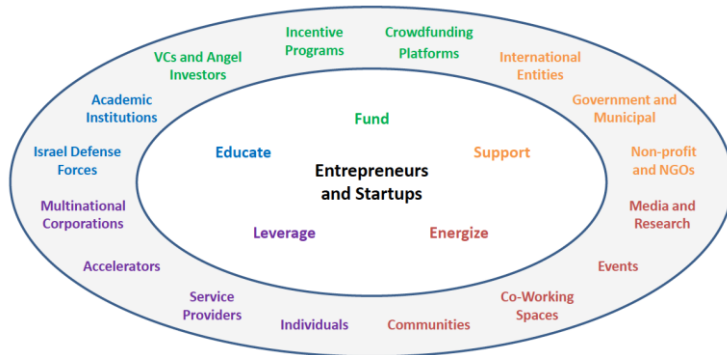 Incentive
Programs
Crowdfunding
Platforms
VCs and Angel
Investors
International
Entities
Academic
Institutions
Government and
Municipal
Fund
Israel Defense
Forces
Educate
Support
Non-profit
and NGOs
Entrepreneurs
and Startups
Multinational
Corporations
Media and
Research
Leverage
Energize
Accelerators
Events
Service
Providers
Co-Working
Spaces
Individuals
Communities